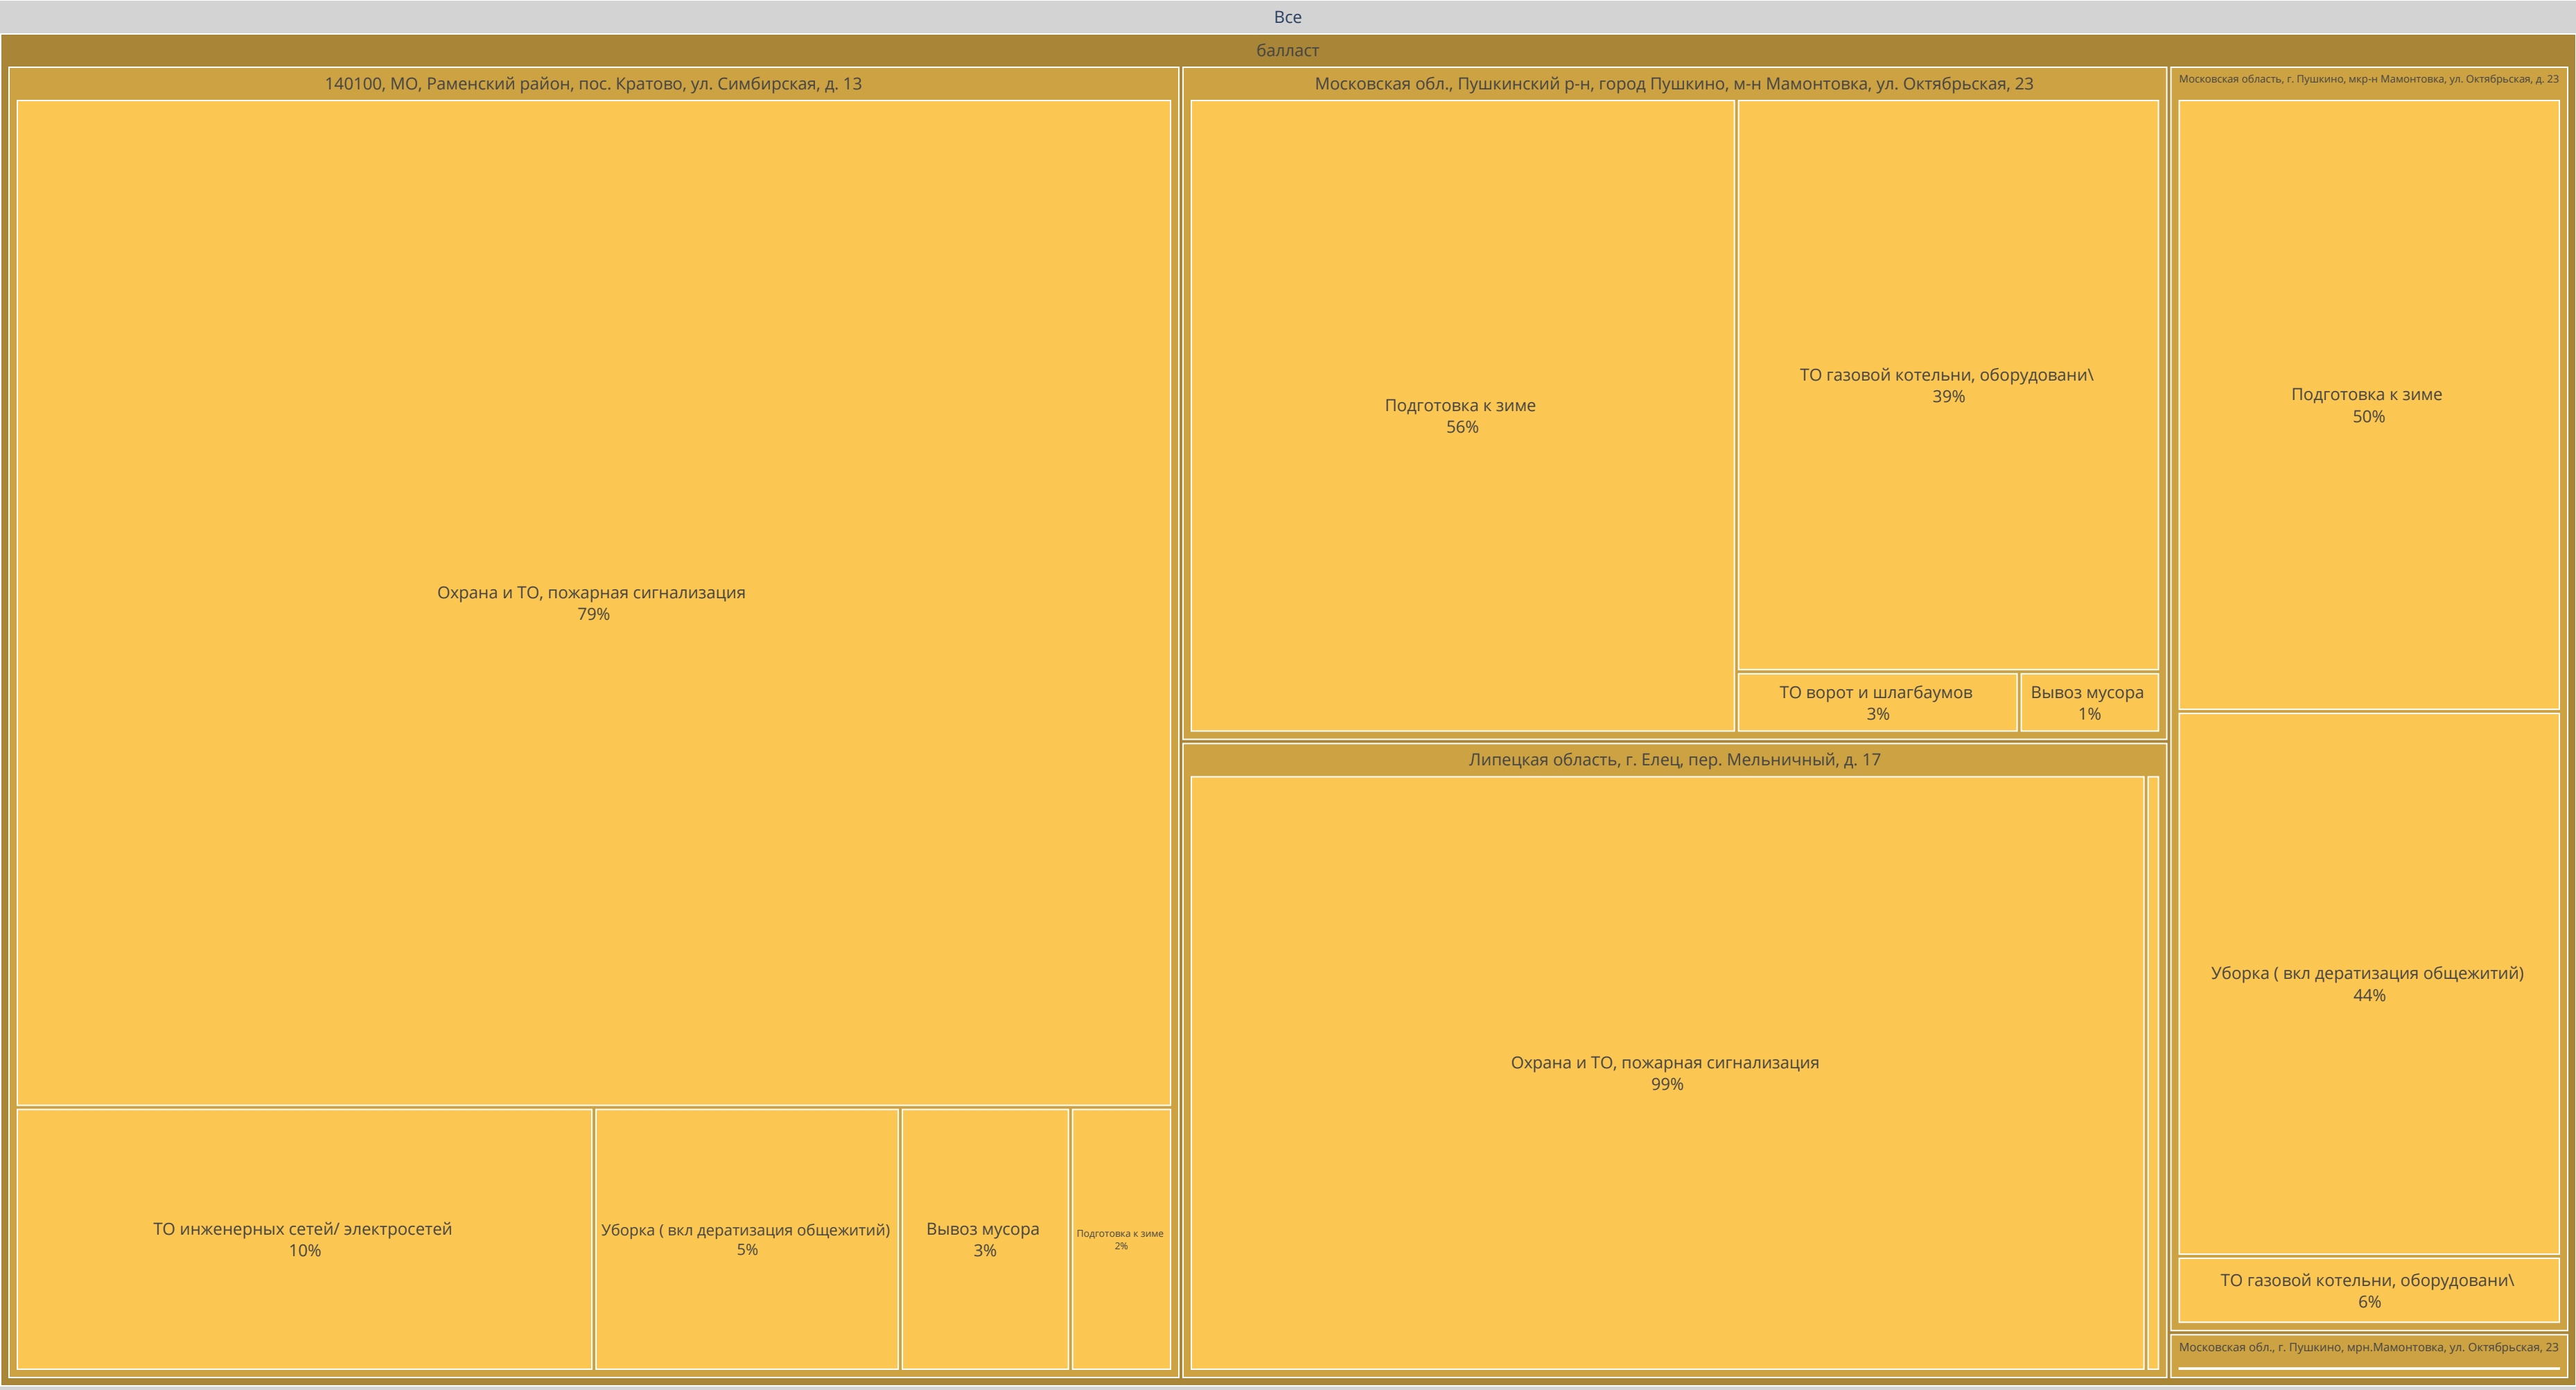 Все
балласт
140100, МО, Раменский район, пос. Кратово, ул. Симбирская, д. 13
Охрана и ТО, пожарная сигнализация
79%
ТО инженерных сетей/ электросетей
10%
Уборка ( вкл дератизация общежитий)
5%
Вывоз мусора
3%
Подготовка к зиме
2%
Московская обл., Пушкинский р-н, город Пушкино, м-н Мамонтовка, ул. Октябрьская, 23
Подготовка к зиме
56%
ТО газовой котельни, оборудовани\
39%
ТО ворот и шлагбаумов
3%
Вывоз мусора
1%
Липецкая область, г. Елец, пер. Мельничный, д. 17
Охрана и ТО, пожарная сигнализация
99%
Московская область, г. Пушкино, мкр-н Мамонтовка, ул. Октябрьская, д. 23
Подготовка к зиме
50%
Уборка ( вкл дератизация общежитий)
44%
ТО газовой котельни, оборудовани\
6%
Московская обл., г. Пушкино, мрн.Мамонтовка, ул. Октябрьская, 23